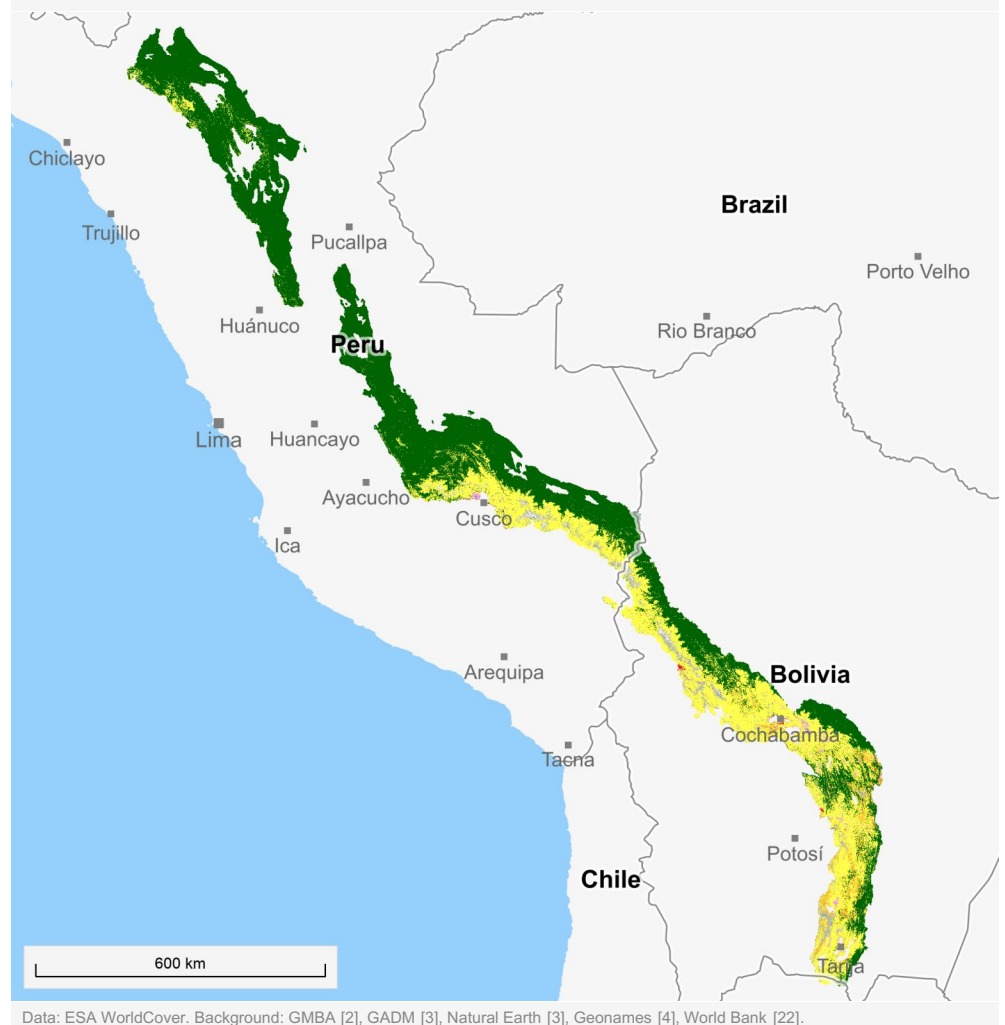 Chiclayo
Trujillo
Pucallpa
Brazil
Porto Velho
Huánuco
Peru
Rio Branco
Lima
Huancayo
Ayacucho
Cusco
Ica
Arequipa
Bolivia
Tacna
Cochabamba
Potosí
Chile
Tarija
600 km
Data: ESA WorldCover. Background: GMBA [2], GADM [3], Natural Earth [3], Geonames [4], World Bank [22].